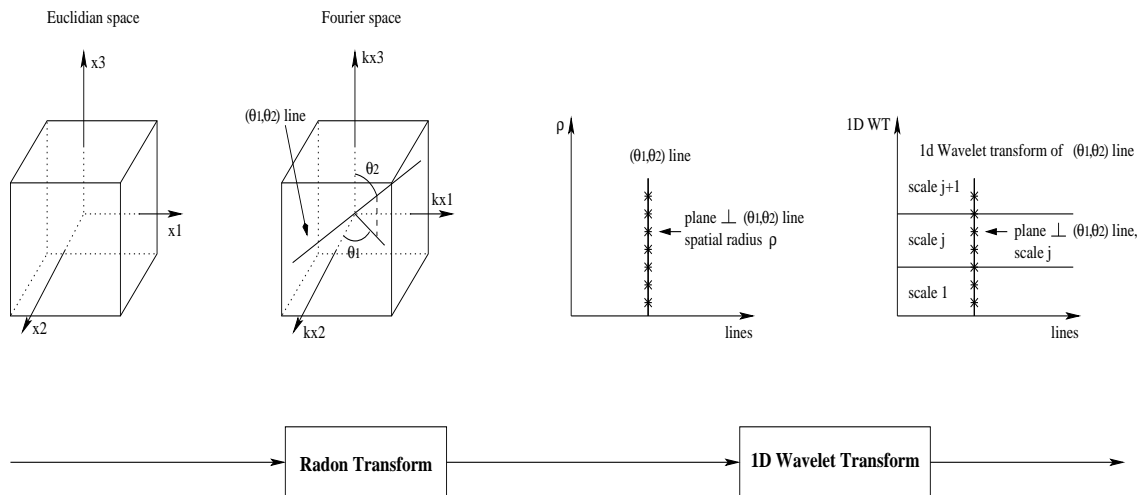 Euclidian space
x3
x1
x2
Fourier space
kx3
(θ1,θ2) line
θ2
kx1
θ1
kx2
ρ
(θ1,θ2) line
plane ⊥ (θ1,θ2) line
spatial radius ρ
lines
1D WT
1d Wavelet transform of (θ1,θ2) line
scale j+1
scale j
plane ⊥ (θ1,θ2) line,
scale j
scale 1
lines
Radon Transform
1D Wavelet Transform